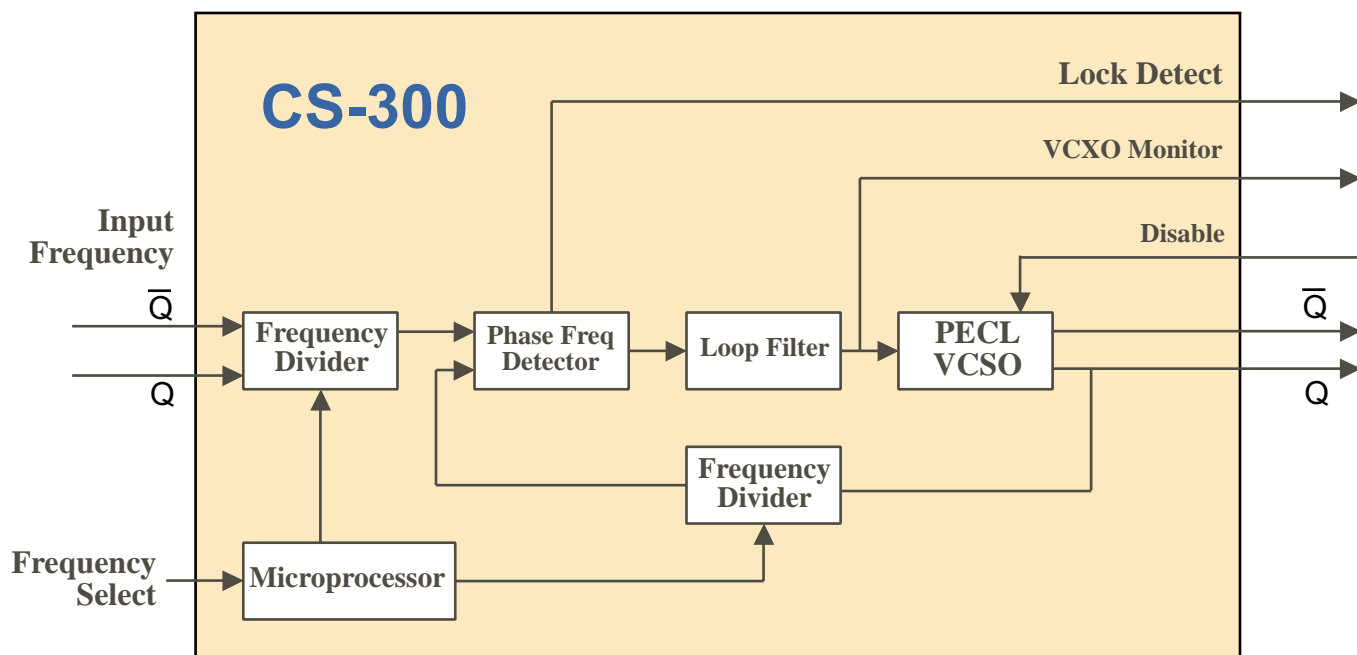 CS-300
Lock Detect
VCXO Monitor
Disable
Input
Frequency
Q̅
Q
Frequency
Divider
Phase Freq
Detector
Loop Filter
PECL
VCSO
Q̅
Q
Frequency
Divider
Frequency
Select
Microprocessor